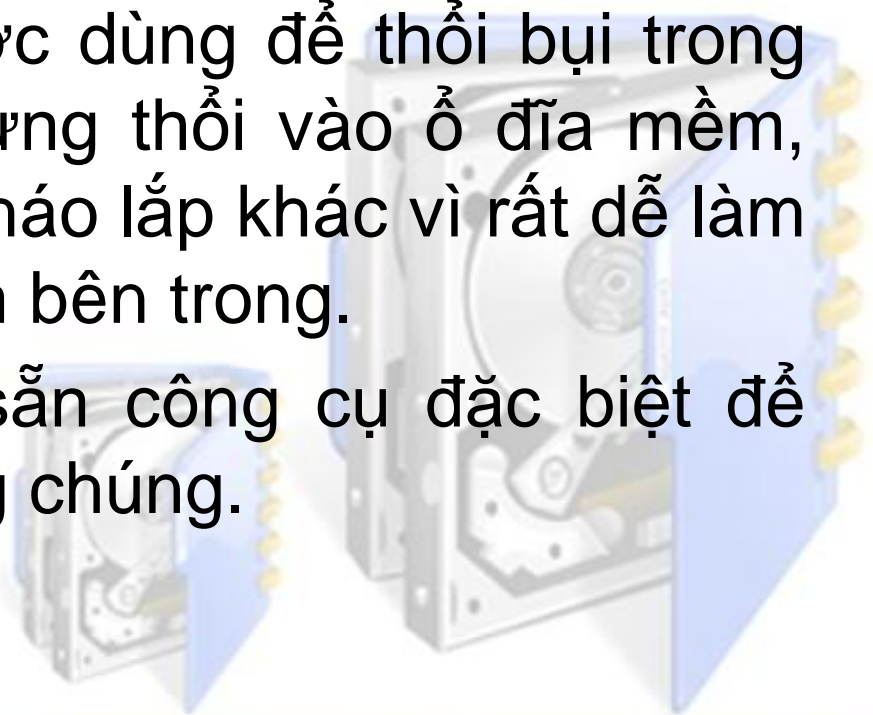 ợc dùng để thổi bụi trong
ưng thổi vào ổ đĩa mềm,
háo lắp khác vì rất dễ làm
bên trong.
sẵn công cụ đặc biệt để
chúng.